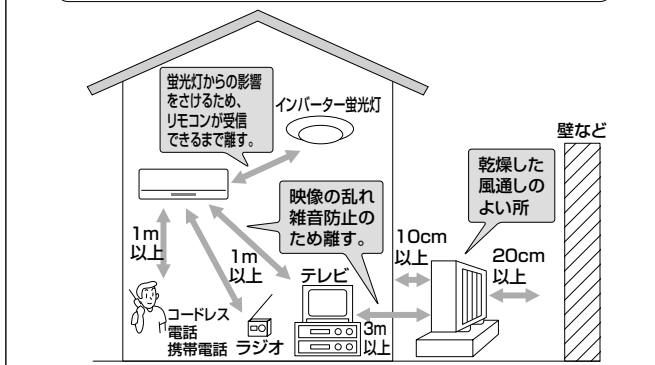 蛍光灯からの影響
をさけるため、
リモコンが受信
できるまで離す。
インバーター蛍光灯
壁など
乾燥した
風通しの
よい所
映像の乱れ
雑音防止の
ため離す。
1m
以上
1m
以上
テレビ
10cm
以上
20cm
以上
コードレス
電話
携帯電話
ラジオ
3m
以上